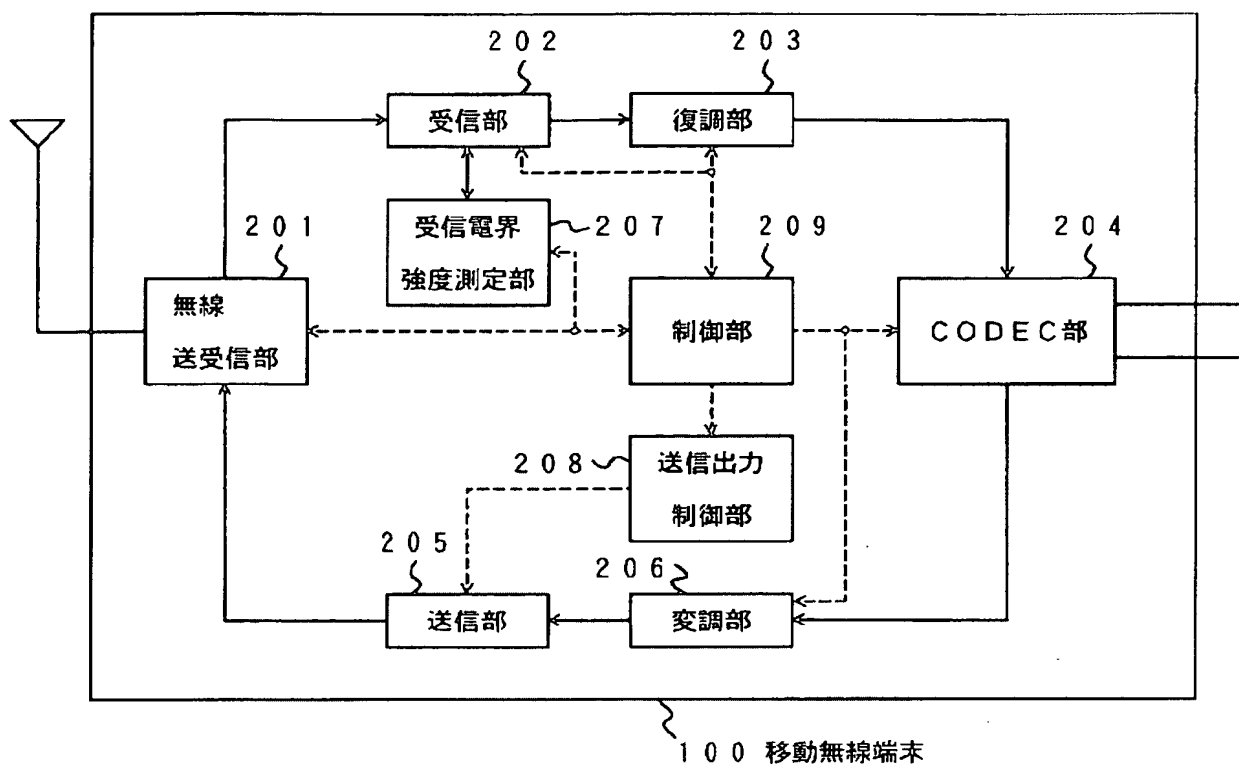 ２０２
２０３
受信部
復調部
２０１
受信電界
強度測定部
２０７
２０９
２０４
無線
送受信部
制御部
ＣＯＤＥＣ部
２０８
送信出力
制御部
２０５
２０６
送信部
変調部
１００ 移動無線端末